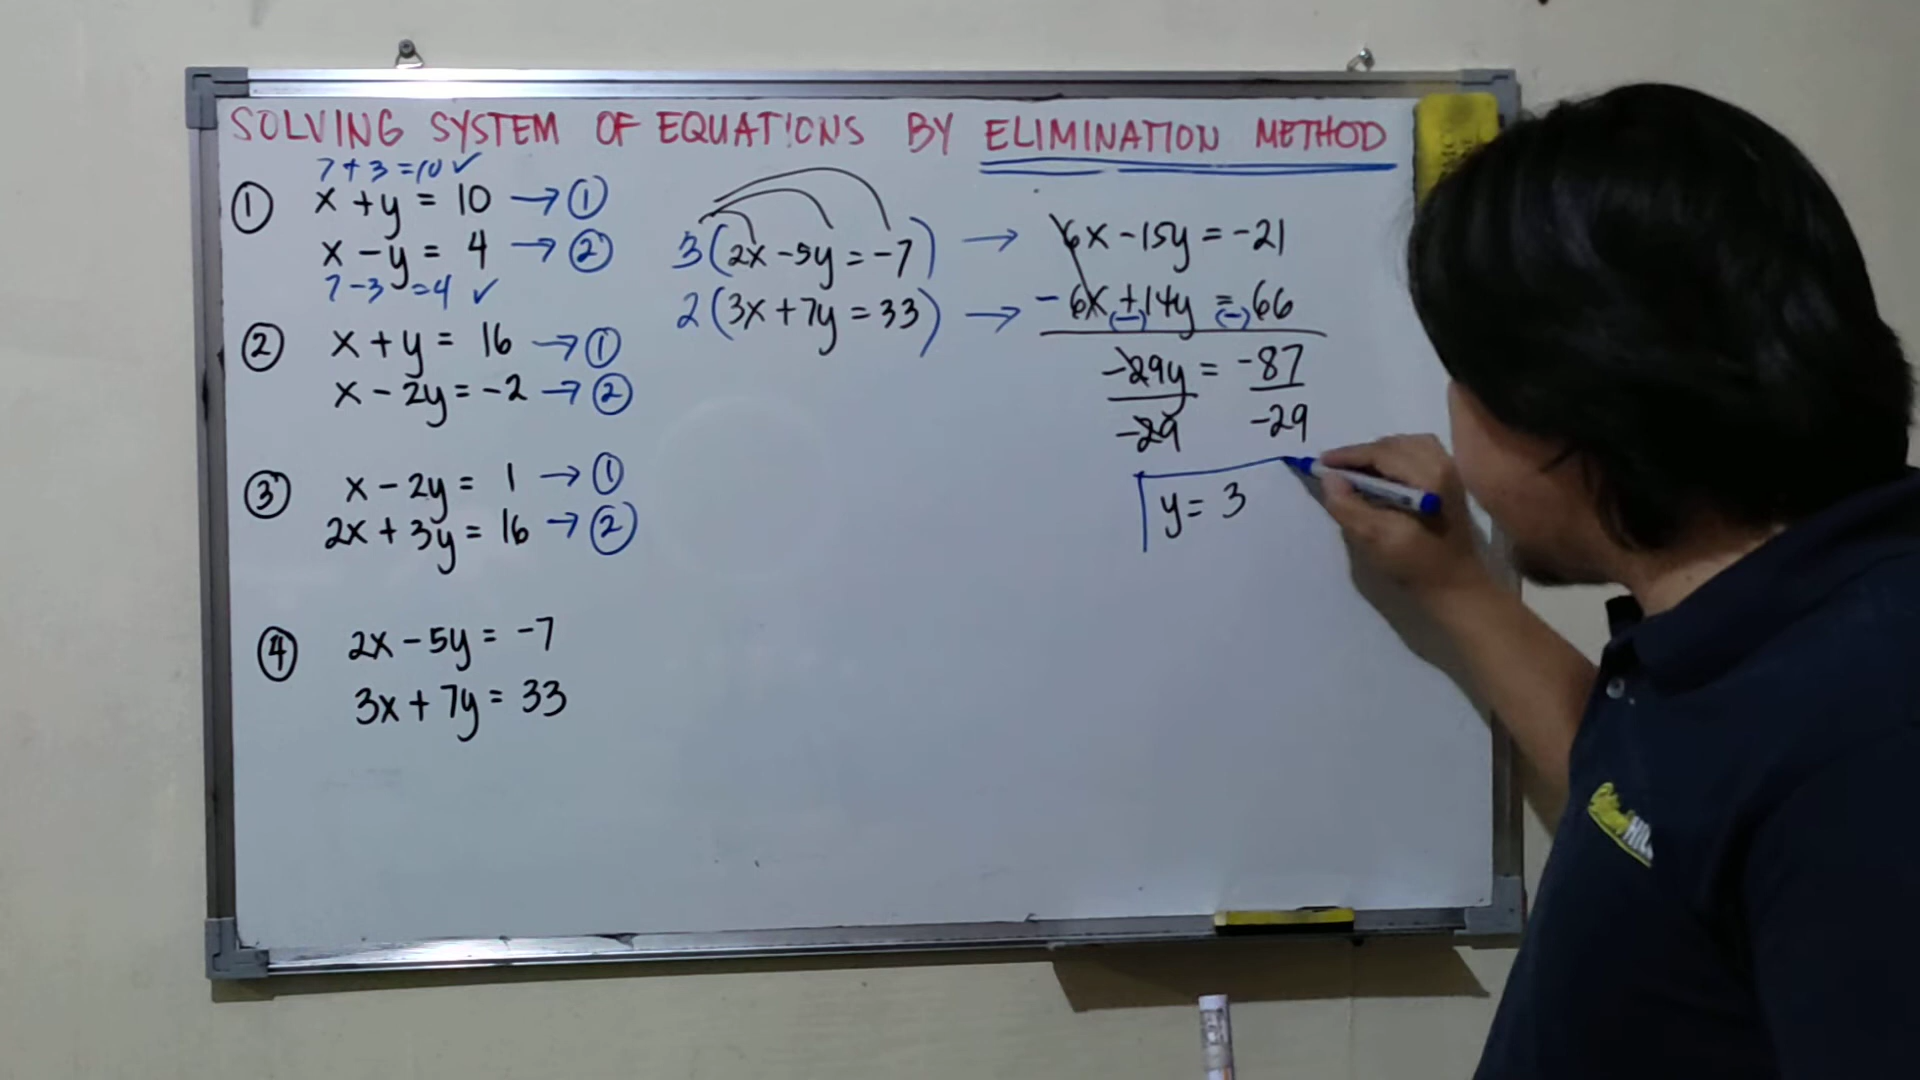 SOLVING SYSTEM OF EQUATIONS BY ELIMINATION METHOD
7 + 3 = 10 ✓
① x + y = 10 → ①
x - y = 4 → ②
7 - 3 = 4 ✓
② x + y = 16 → ①
x - 2y = -2 → ②
③ x - 2y = 1 → ①
2x + 3y = 16 → ②
④ 2x - 5y = -7
3x + 7y = 33
3(2x - 5y = -7) → 6x - 15y = -21
2(3x + 7y = 33) → - 6x + 14y = 66
(-) (-)
-29y = -87
-29 -29
y = 3